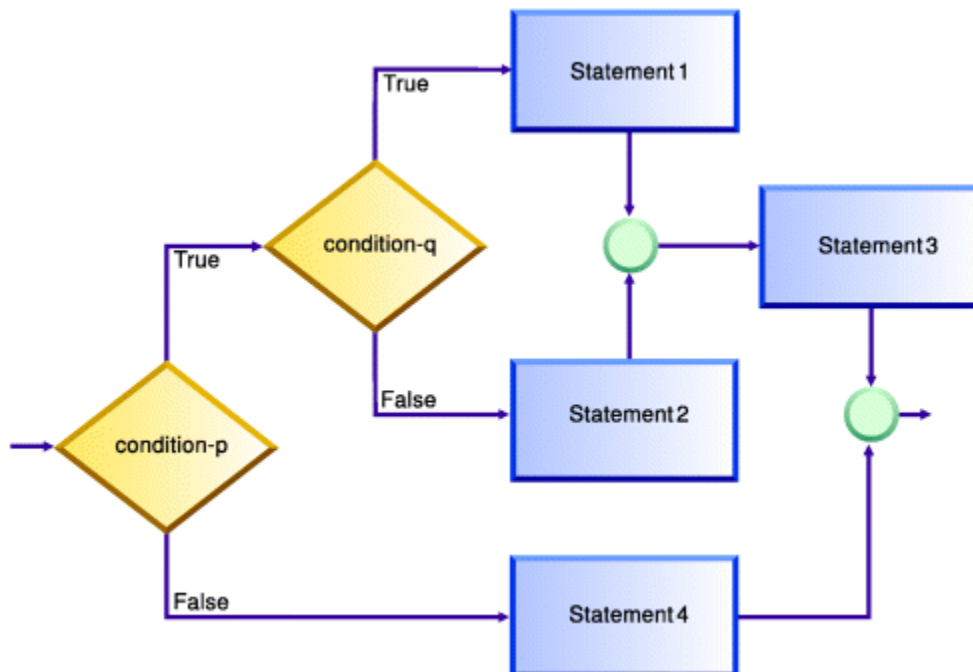 Statement 1
True
condition-q
Statement 3
True
False
Statement 2
condition-p
False
Statement 4